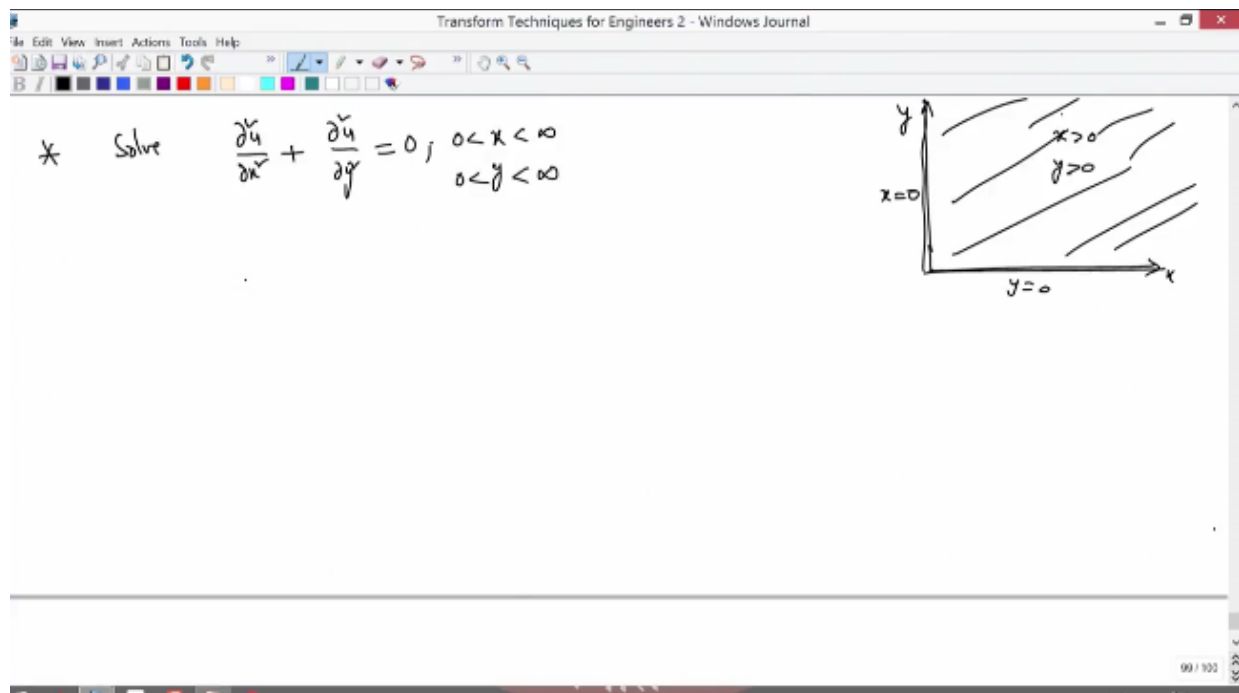 Transform Techniques for Engineers 2 - Windows Journal
File Edit View Insert Actions Tools Help
B I
* Solve ∂²u/∂x² + ∂²u/∂y² = 0; 0 < x < ∞
0 < y < ∞
y
x>0
y>0
x=0
x
y=0
99 / 100